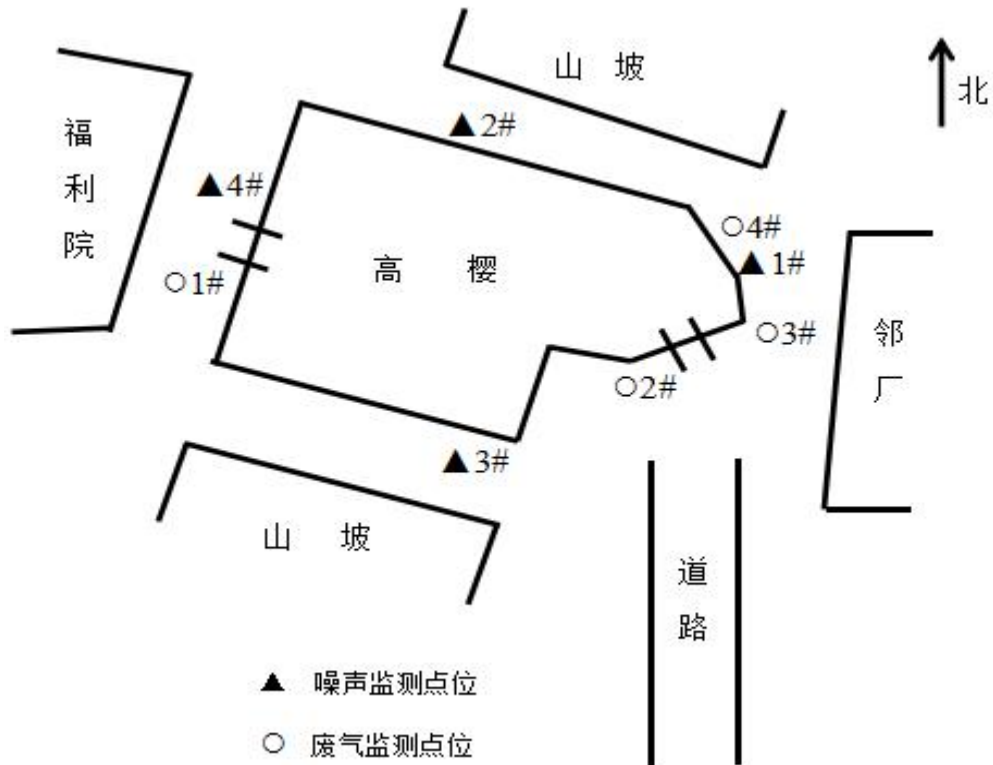 山 坡
北
▲2#
福
利
院
▲4#
○4#
▲1#
高 樱
○1#
○3#
邻
厂
○2#
▲3#
山 坡
道
路
▲ 噪声监测点位
○ 废气监测点位